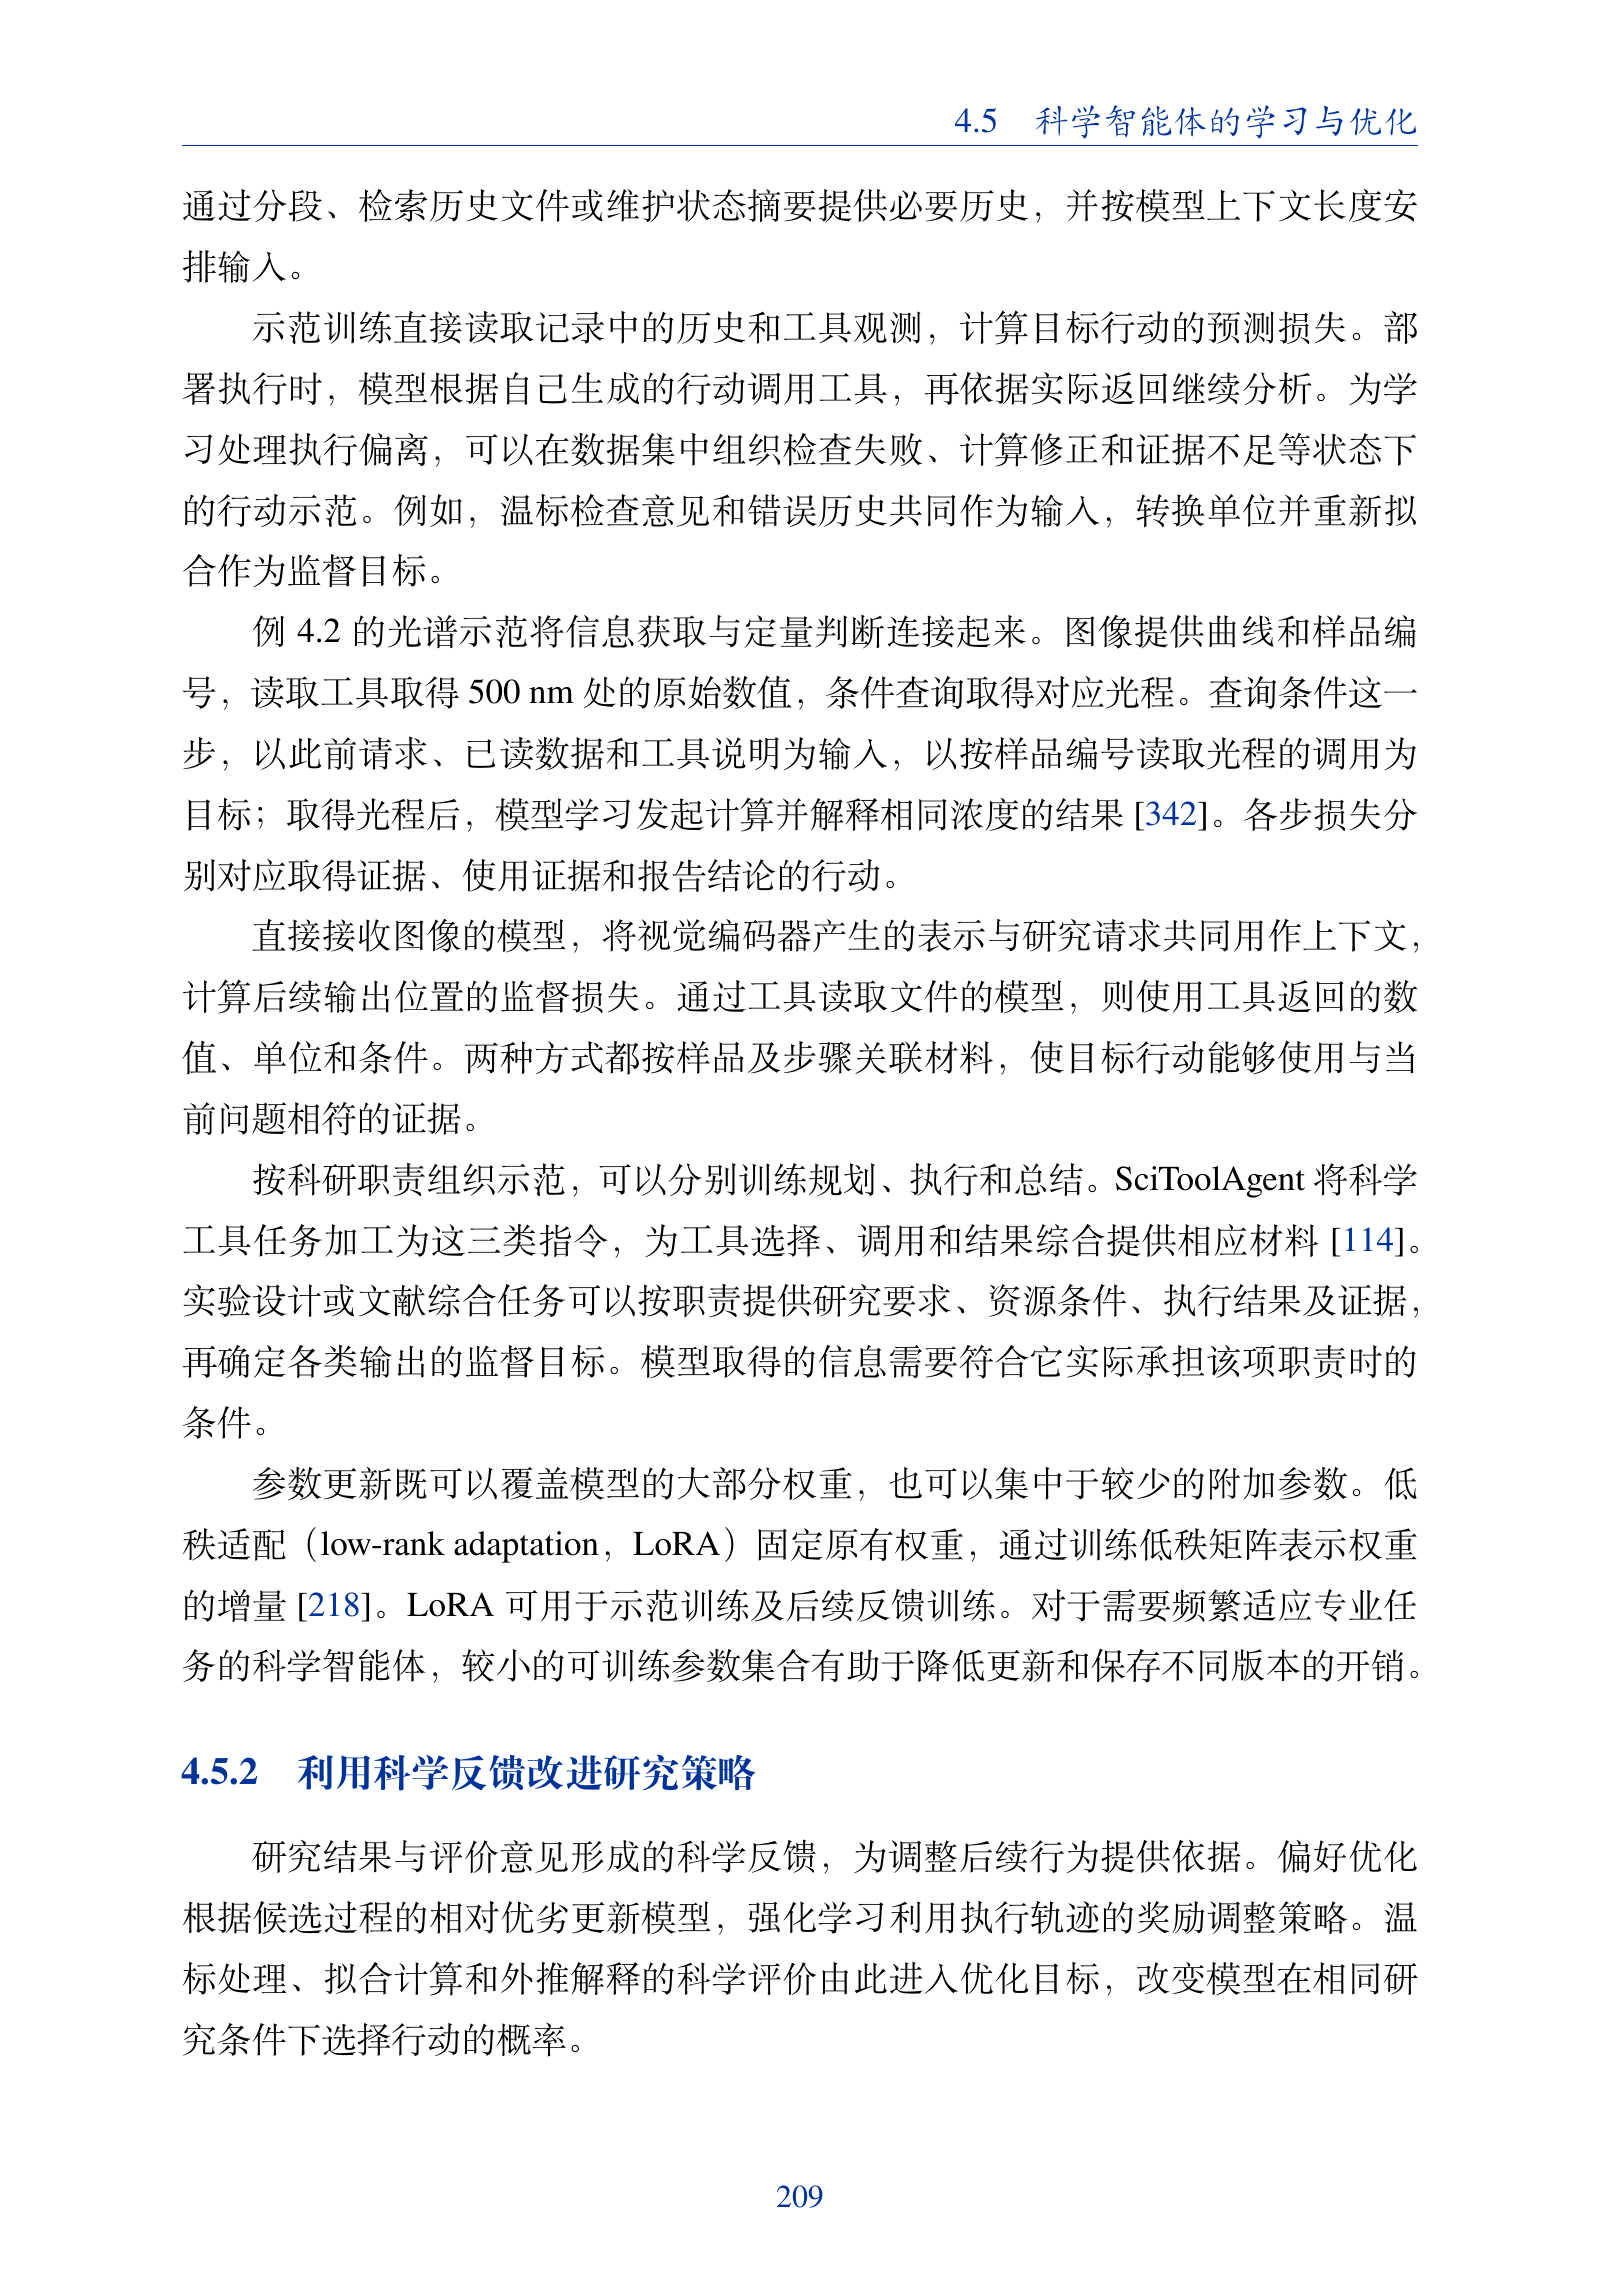 4.5 科学智能体的学习与优化
通过分段、检索历史文件或维护状态摘要提供必要历史，并按模型上下文长度安
排输入。
示范训练直接读取记录中的历史和工具观测，计算目标行动的预测损失。部
署执行时，模型根据自己生成的行动调用工具，再依据实际返回继续分析。为学
习处理执行偏离，可以在数据集中组织检查失败、计算修正和证据不足等状态下
的行动示范。例如，温标检查意见和错误历史共同作为输入，转换单位并重新拟
合作为监督目标。
例 4.2 的光谱示范将信息获取与定量判断连接起来。图像提供曲线和样品编
号，读取工具取得 500 nm 处的原始数值，条件查询取得对应光程。查询条件这一
步，以此前请求、已读数据和工具说明为输入，以按样品编号读取光程的调用为
目标；取得光程后，模型学习发起计算并解释相同浓度的结果 [342]。各步损失分
别对应取得证据、使用证据和报告结论的行动。
直接接收图像的模型，将视觉编码器产生的表示与研究请求共同用作上下文，
计算后续输出位置的监督损失。通过工具读取文件的模型，则使用工具返回的数
值、单位和条件。两种方式都按样品及步骤关联材料，使目标行动能够使用与当
前问题相符的证据。
按科研职责组织示范，可以分别训练规划、执行和总结。SciToolAgent 将科学
工具任务加工为这三类指令，为工具选择、调用和结果综合提供相应材料 [114]。
实验设计或文献综合任务可以按职责提供研究要求、资源条件、执行结果及证据，
再确定各类输出的监督目标。模型取得的信息需要符合它实际承担该项职责时的
条件。
参数更新既可以覆盖模型的大部分权重，也可以集中于较少的附加参数。低
秩适配（low-rank adaptation，LoRA）固定原有权重，通过训练低秩矩阵表示权重
的增量 [218]。LoRA 可用于示范训练及后续反馈训练。对于需要频繁适应专业任
务的科学智能体，较小的可训练参数集合有助于降低更新和保存不同版本的开销。
4.5.2 利用科学反馈改进研究策略
研究结果与评价意见形成的科学反馈，为调整后续行为提供依据。偏好优化
根据候选过程的相对优劣更新模型，强化学习利用执行轨迹的奖励调整策略。温
标处理、拟合计算和外推解释的科学评价由此进入优化目标，改变模型在相同研
究条件下选择行动的概率。
209